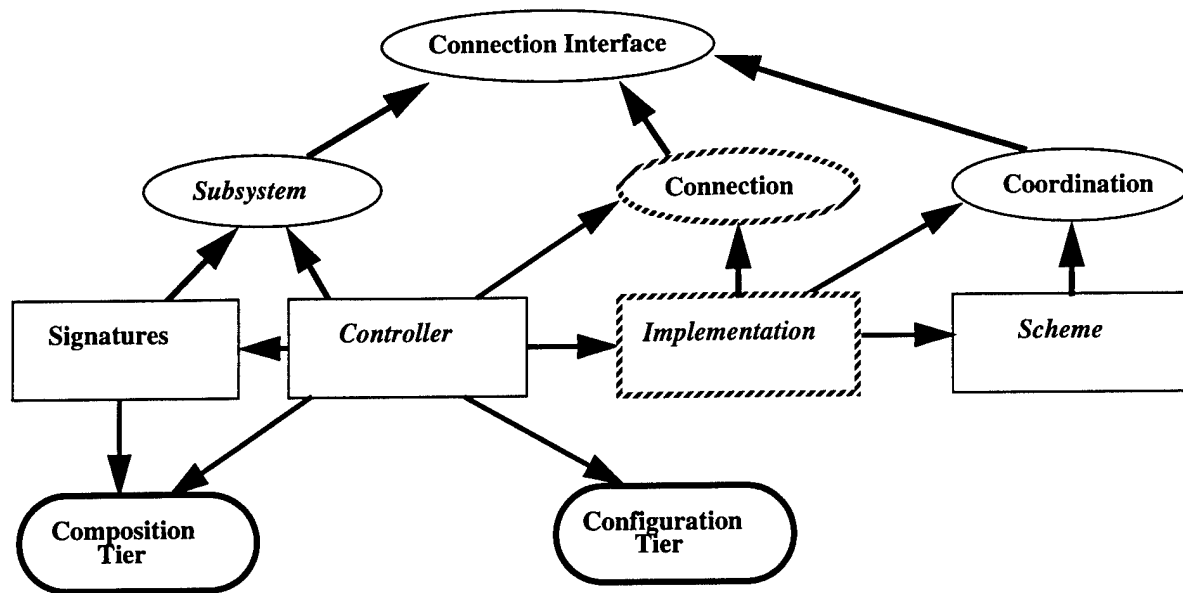 Connection Interface
Subsystem
Connection
Coordination
Signatures
Controller
Implementation
Scheme
Composition
Tier
Configuration
Tier